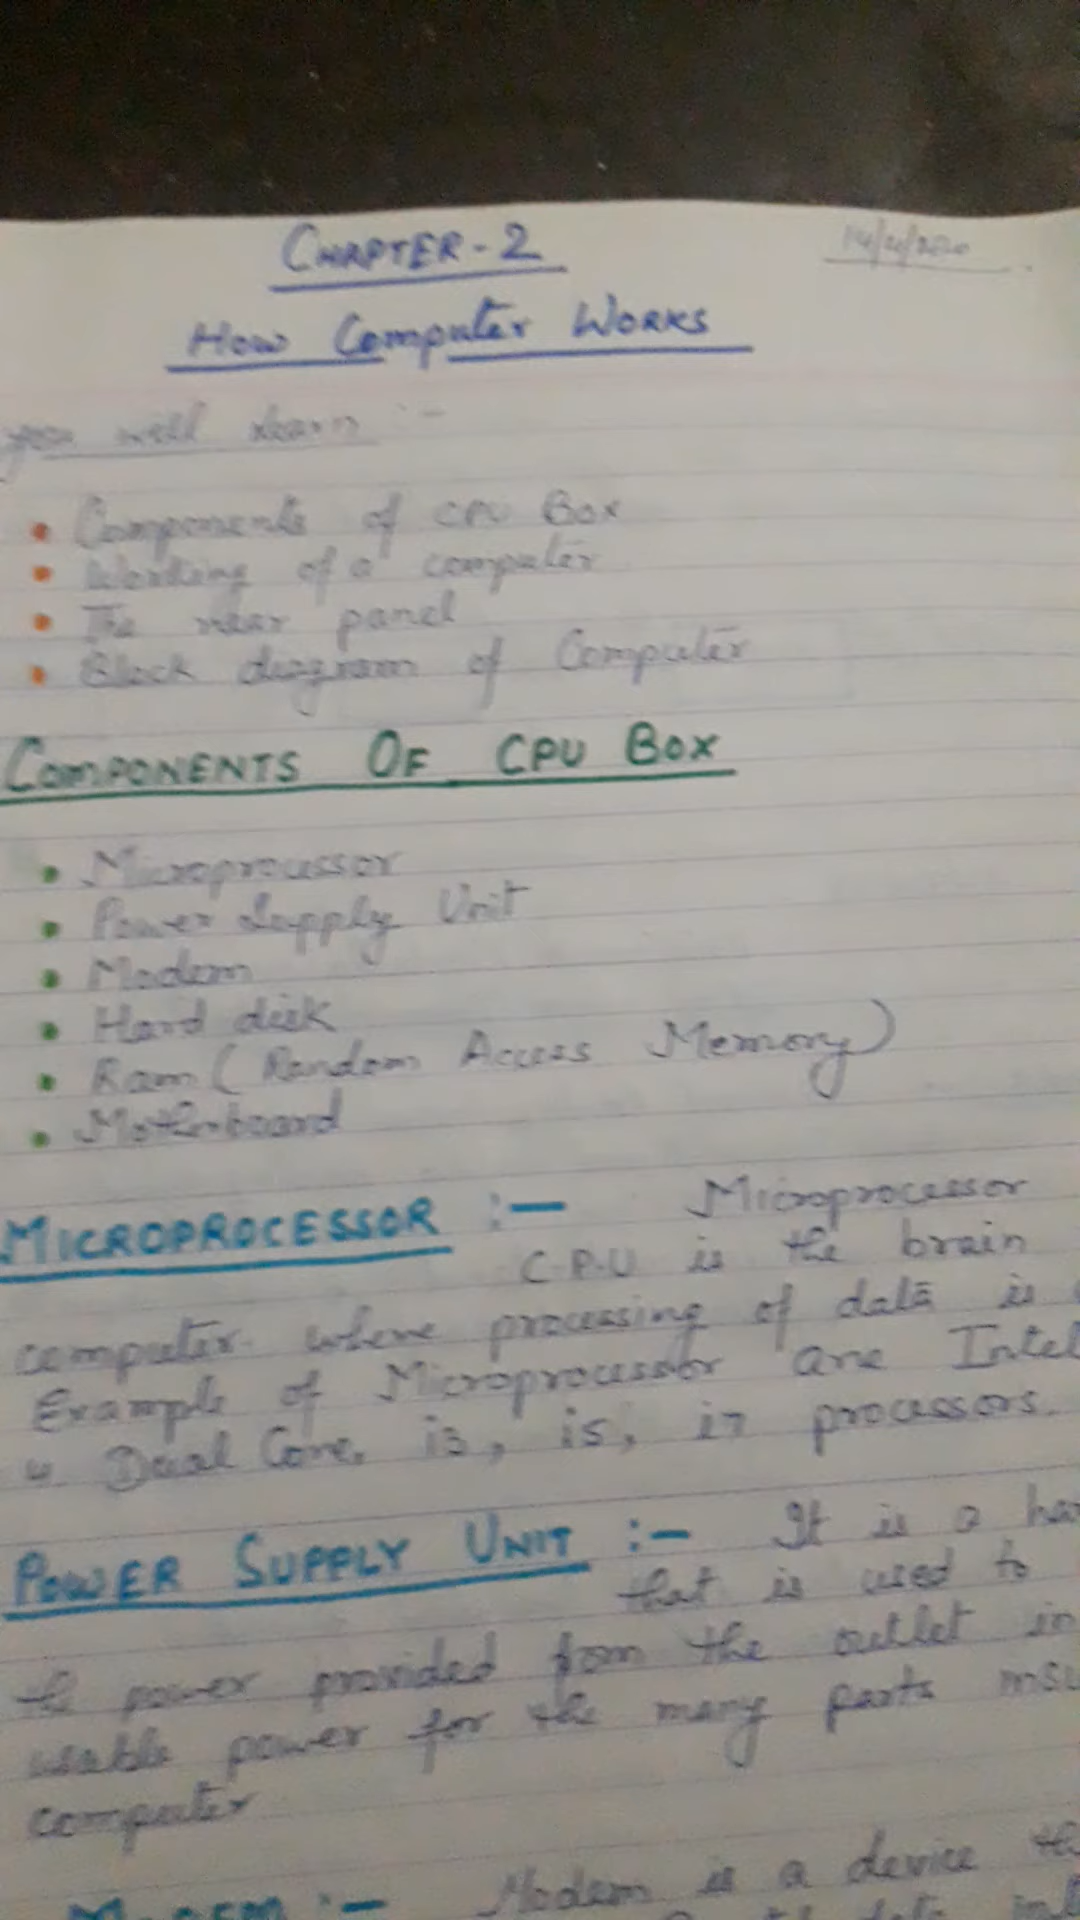 CHAPTER-2
14/4/2020
How Computer Works
you will learn :-
• Components of CPU Box
• Working of a computer
• The rear panel
• Block diagram of Computer
COMPONENTS OF CPU BOX
• Microprocessor
• Power Supply Unit
• Modem
• Hard disk
• Ram (Random Access Memory)
• Motherboard
MICROPROCESSOR :- Microprocessor
C.P.U is the brain
computer. where processing of data is
Example of Microprocessor are Intel
Dual Core, i3, i5, i7 processors.
POWER SUPPLY UNIT :- It is a
that is used to
the power provided from the outlet in
usable power for the many parts
computer
:- Modem is a device